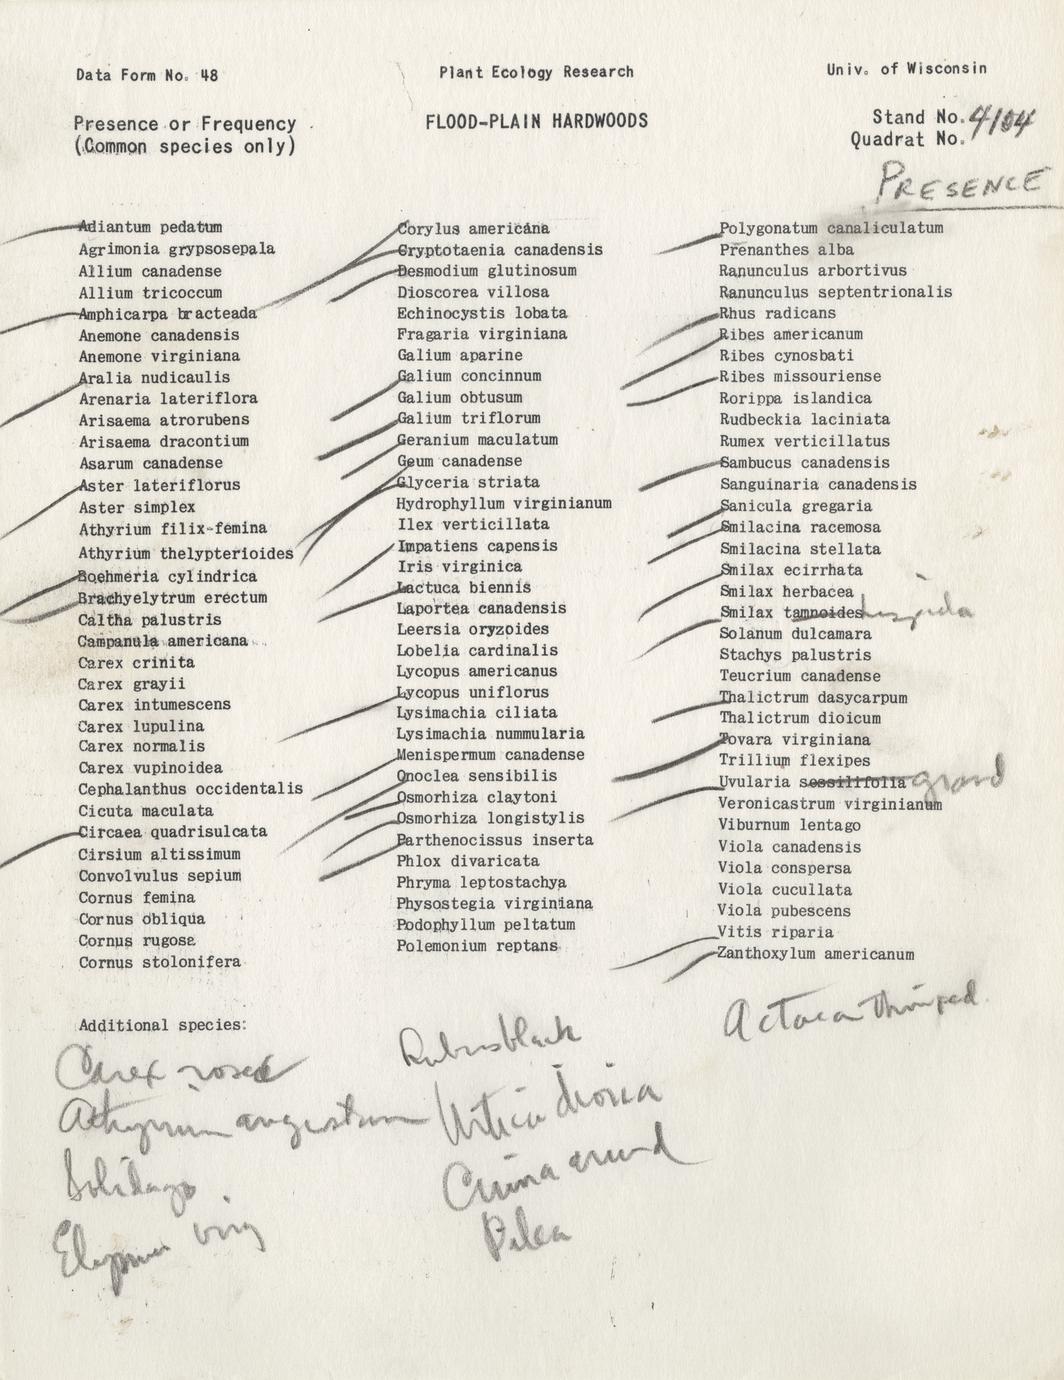 Data Form No. 48
Plant Ecology Research
Univ. of Wisconsin
Presence or Frequency
(Common species only)
FLOOD-PLAIN HARDWOODS
Stand No. 4104
Quadrat No.
PRESENCE
Adiantum pedatum
Agrimonia grypsosepala
Allium canadense
Allium tricoccum
Amphicarpa bracteada
Anemone canadensis
Anemone virginiana
Aralia nudicaulis
Arenaria lateriflora
Arisaema atrorubens
Arisaema dracontium
Asarum canadense
Aster lateriflorus
Aster simplex
Athyrium filix-femina
Athyrium thelypterioides
Boehmeria cylindrica
Brachyelytrum erectum
Caltha palustris
Campanula americana
Carex crinita
Carex grayii
Carex intumescens
Carex lupulina
Carex normalis
Carex vupinoidea
Cephalanthus occidentalis
Cicuta maculata
Circaea quadrisulcata
Cirsium altissimum
Convolvulus sepium
Cornus femina
Cornus obliqua
Cornus rugosa
Cornus stolonifera
Corylus americana
Cryptotaenia canadensis
Desmodium glutinosum
Dioscorea villosa
Echinocystis lobata
Fragaria virginiana
Galium aparine
Galium concinnum
Galium obtusum
Galium triflorum
Geranium maculatum
Geum canadense
Glyceria striata
Hydrophyllum virginianum
Ilex verticillata
Impatiens capensis
Iris virginica
Lactuca biennis
Laportea canadensis
Leersia oryzoides
Lobelia cardinalis
Lycopus americanus
Lycopus uniflorus
Lysimachia ciliata
Lysimachia nummularia
Menispermum canadense
Onoclea sensibilis
Osmorhiza claytoni
Osmorhiza longistylis
Parthenocissus inserta
Phlox divaricata
Phryma leptostachya
Physostegia virginiana
Podophyllum peltatum
Polemonium reptans
Polygonatum canaliculatum
Prenanthes alba
Ranunculus arbortivus
Ranunculus septentrionalis
Rhus radicans
Ribes americanum
Ribes cynosbati
Ribes missouriense
Rorippa islandica
Rudbeckia laciniata
Rumex verticillatus
Sambucus canadensis
Sanguinaria canadensis
Sanicula gregaria
Smilacina racemosa
Smilacina stellata
Smilax ecirrhata
Smilax herbacea
Smilax tamnoides hispida
Solanum dulcamara
Stachys palustris
Teucrium canadense
Thalictrum dasycarpum
Thalictrum dioicum
Tovara virginiana
Trillium flexipes
Uvularia sessilifolia grand
Veronicastrum virginianum
Viburnum lentago
Viola canadensis
Viola conspersa
Viola cucullata
Viola pubescens
Vitis riparia
Zanthoxylum americanum
Additional species:
Carex rosea
Athyrium angustum
Solidago
Elymus virg
Rubus black
Urtica dioica
Cinna arund
Pilea
Actaea